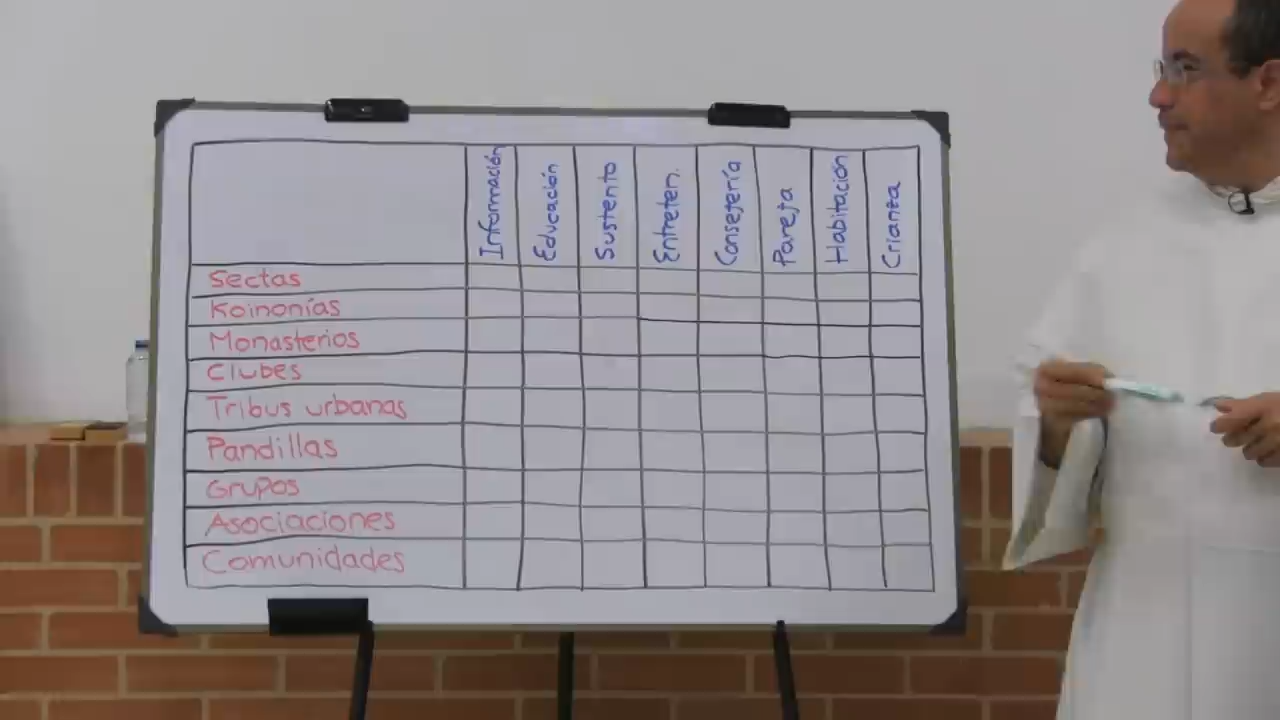 Información
Educación
Sustento
Entreten.
Consejería
Pareja
Habitación
Crianza
Sectas
Koinonías
Monasterios
Clubes
Tribus urbanas
Pandillas
Grupos
Asociaciones
Comunidades